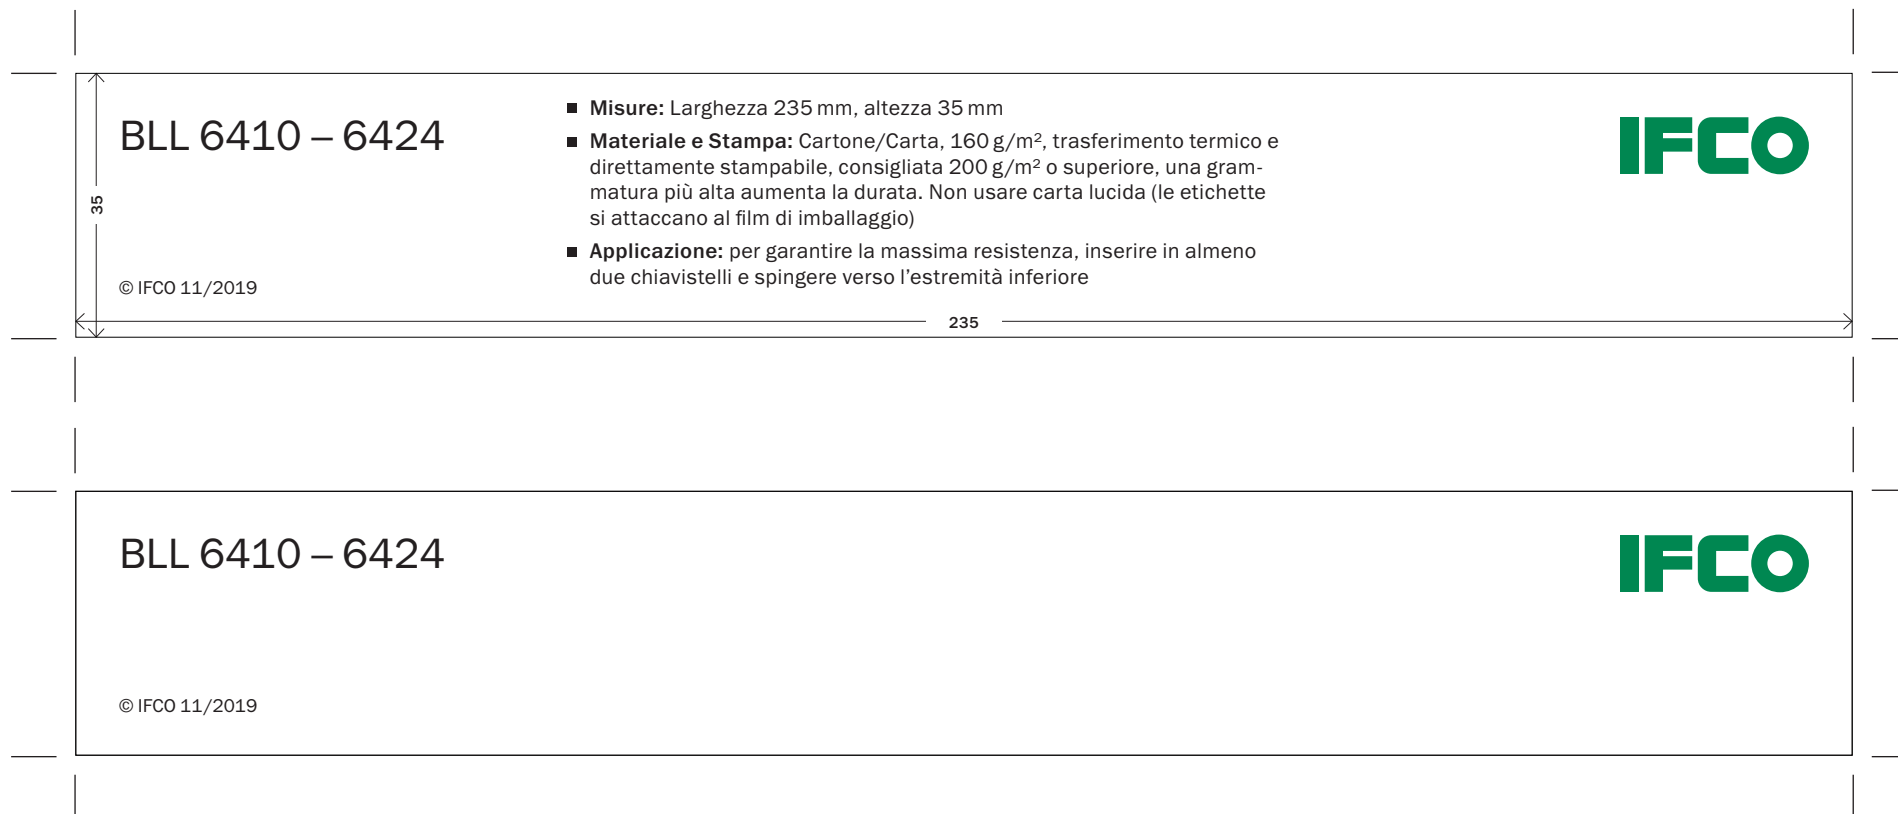 BLL 6410 – 6424
35
© IFCO 11/2019
■ Misure: Larghezza 235 mm, altezza 35 mm
■ Materiale e Stampa: Cartone/Carta, 160 g/m², trasferimento termico e
direttamente stampabile, consigliata 200 g/m² o superiore, una gram-
matura più alta aumenta la durata. Non usare carta lucida (le etichette
si attaccano al film di imballaggio)
■ Applicazione: per garantire la massima resistenza, inserire in almeno
due chiavistelli e spingere verso l’estremità inferiore
IFCO
235
BLL 6410 – 6424
IFCO
© IFCO 11/2019